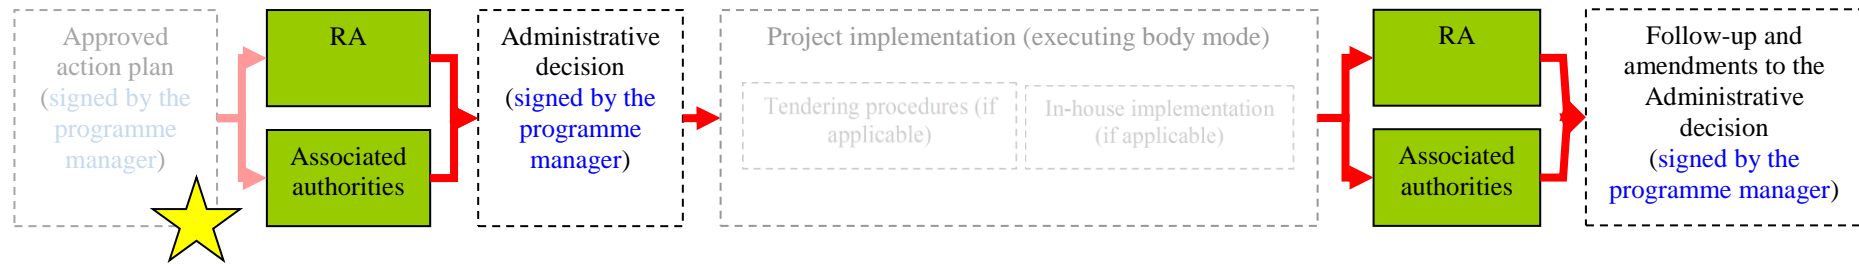 Approved
action plan
(signed by the
programme
manager)
RA
Associated
authorities
Administrative
decision
(signed by the
programme
manager)
Project implementation (executing body mode)
Tendering procedures (if
applicable)
In-house implementation
(if applicable)
RA
Associated
authorities
Follow-up and
amendments to the
Administrative
decision
(signed by the
programme manager)